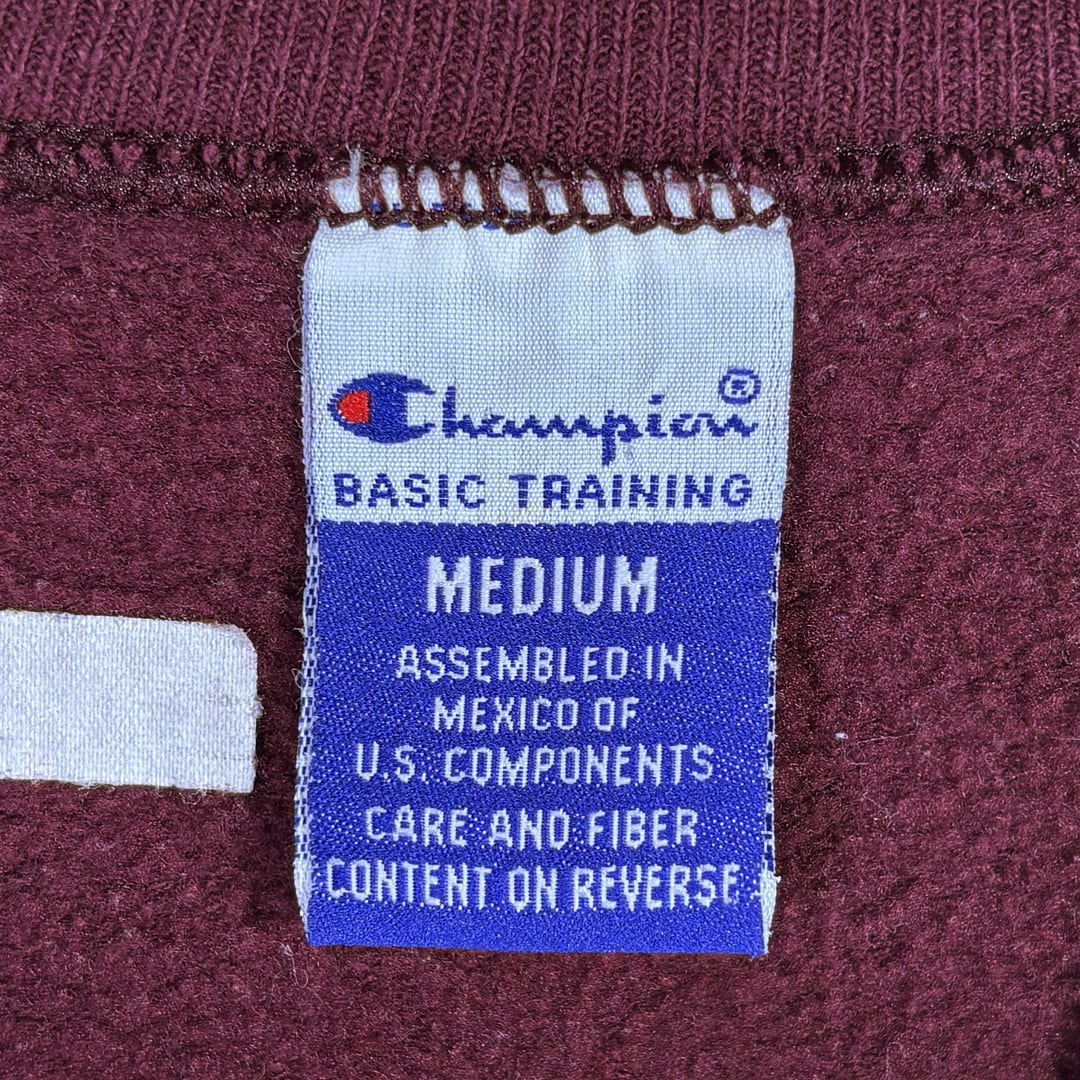 Champion®
BASIC TRAINING
MEDIUM
ASSEMBLED IN
MEXICO OF
U.S. COMPONENTS
CARE AND FIBER
CONTENT ON REVERSE